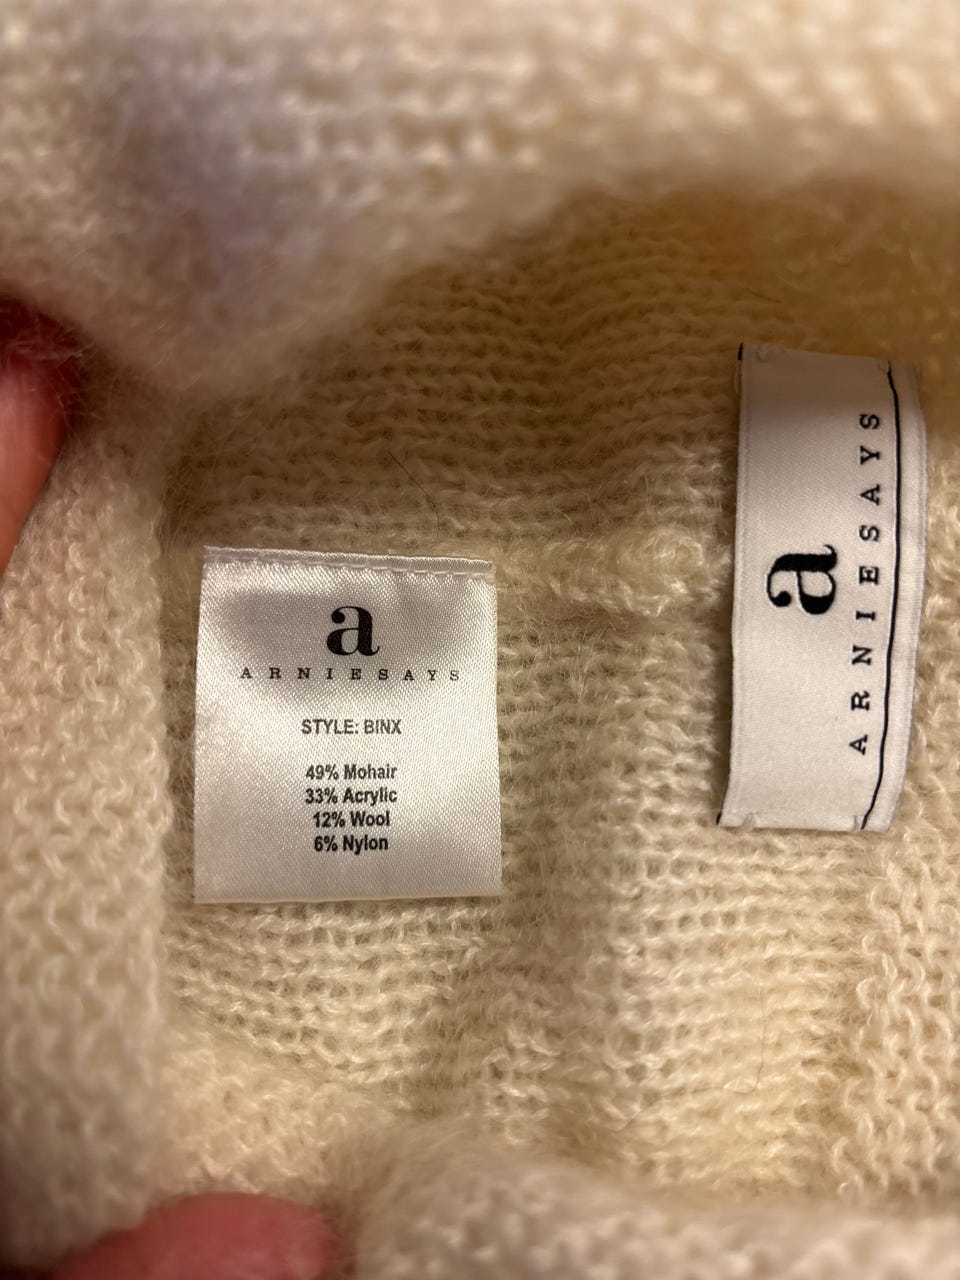 a
ARNIESAYS
STYLE: BINX
49% Mohair
33% Acrylic
12% Wool
6% Nylon
a
ARNIESAYS